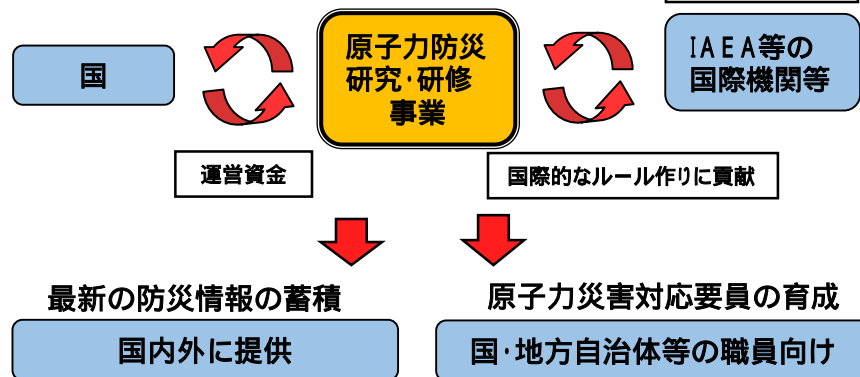 国
原子力防災
研究・研修
事業
IAEA等の
国際機関等
運営資金
国際的なルール作りに貢献
最新の防災情報の蓄積
国内外に提供
原子力災害対応要員の育成
国・地方自治体等の職員向け